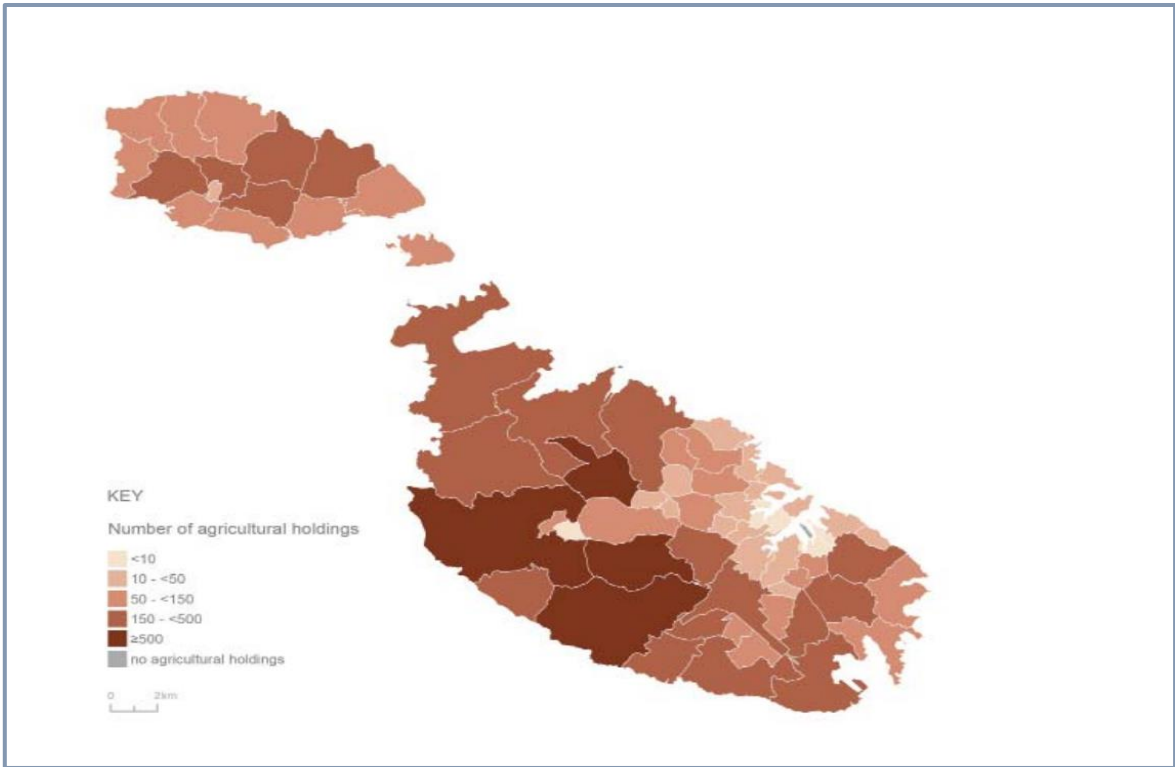 KEY
Number of agricultural holdings
<10
10 - <50
50 - <150
150 - <500
≥500
no agricultural holdings
0 2km